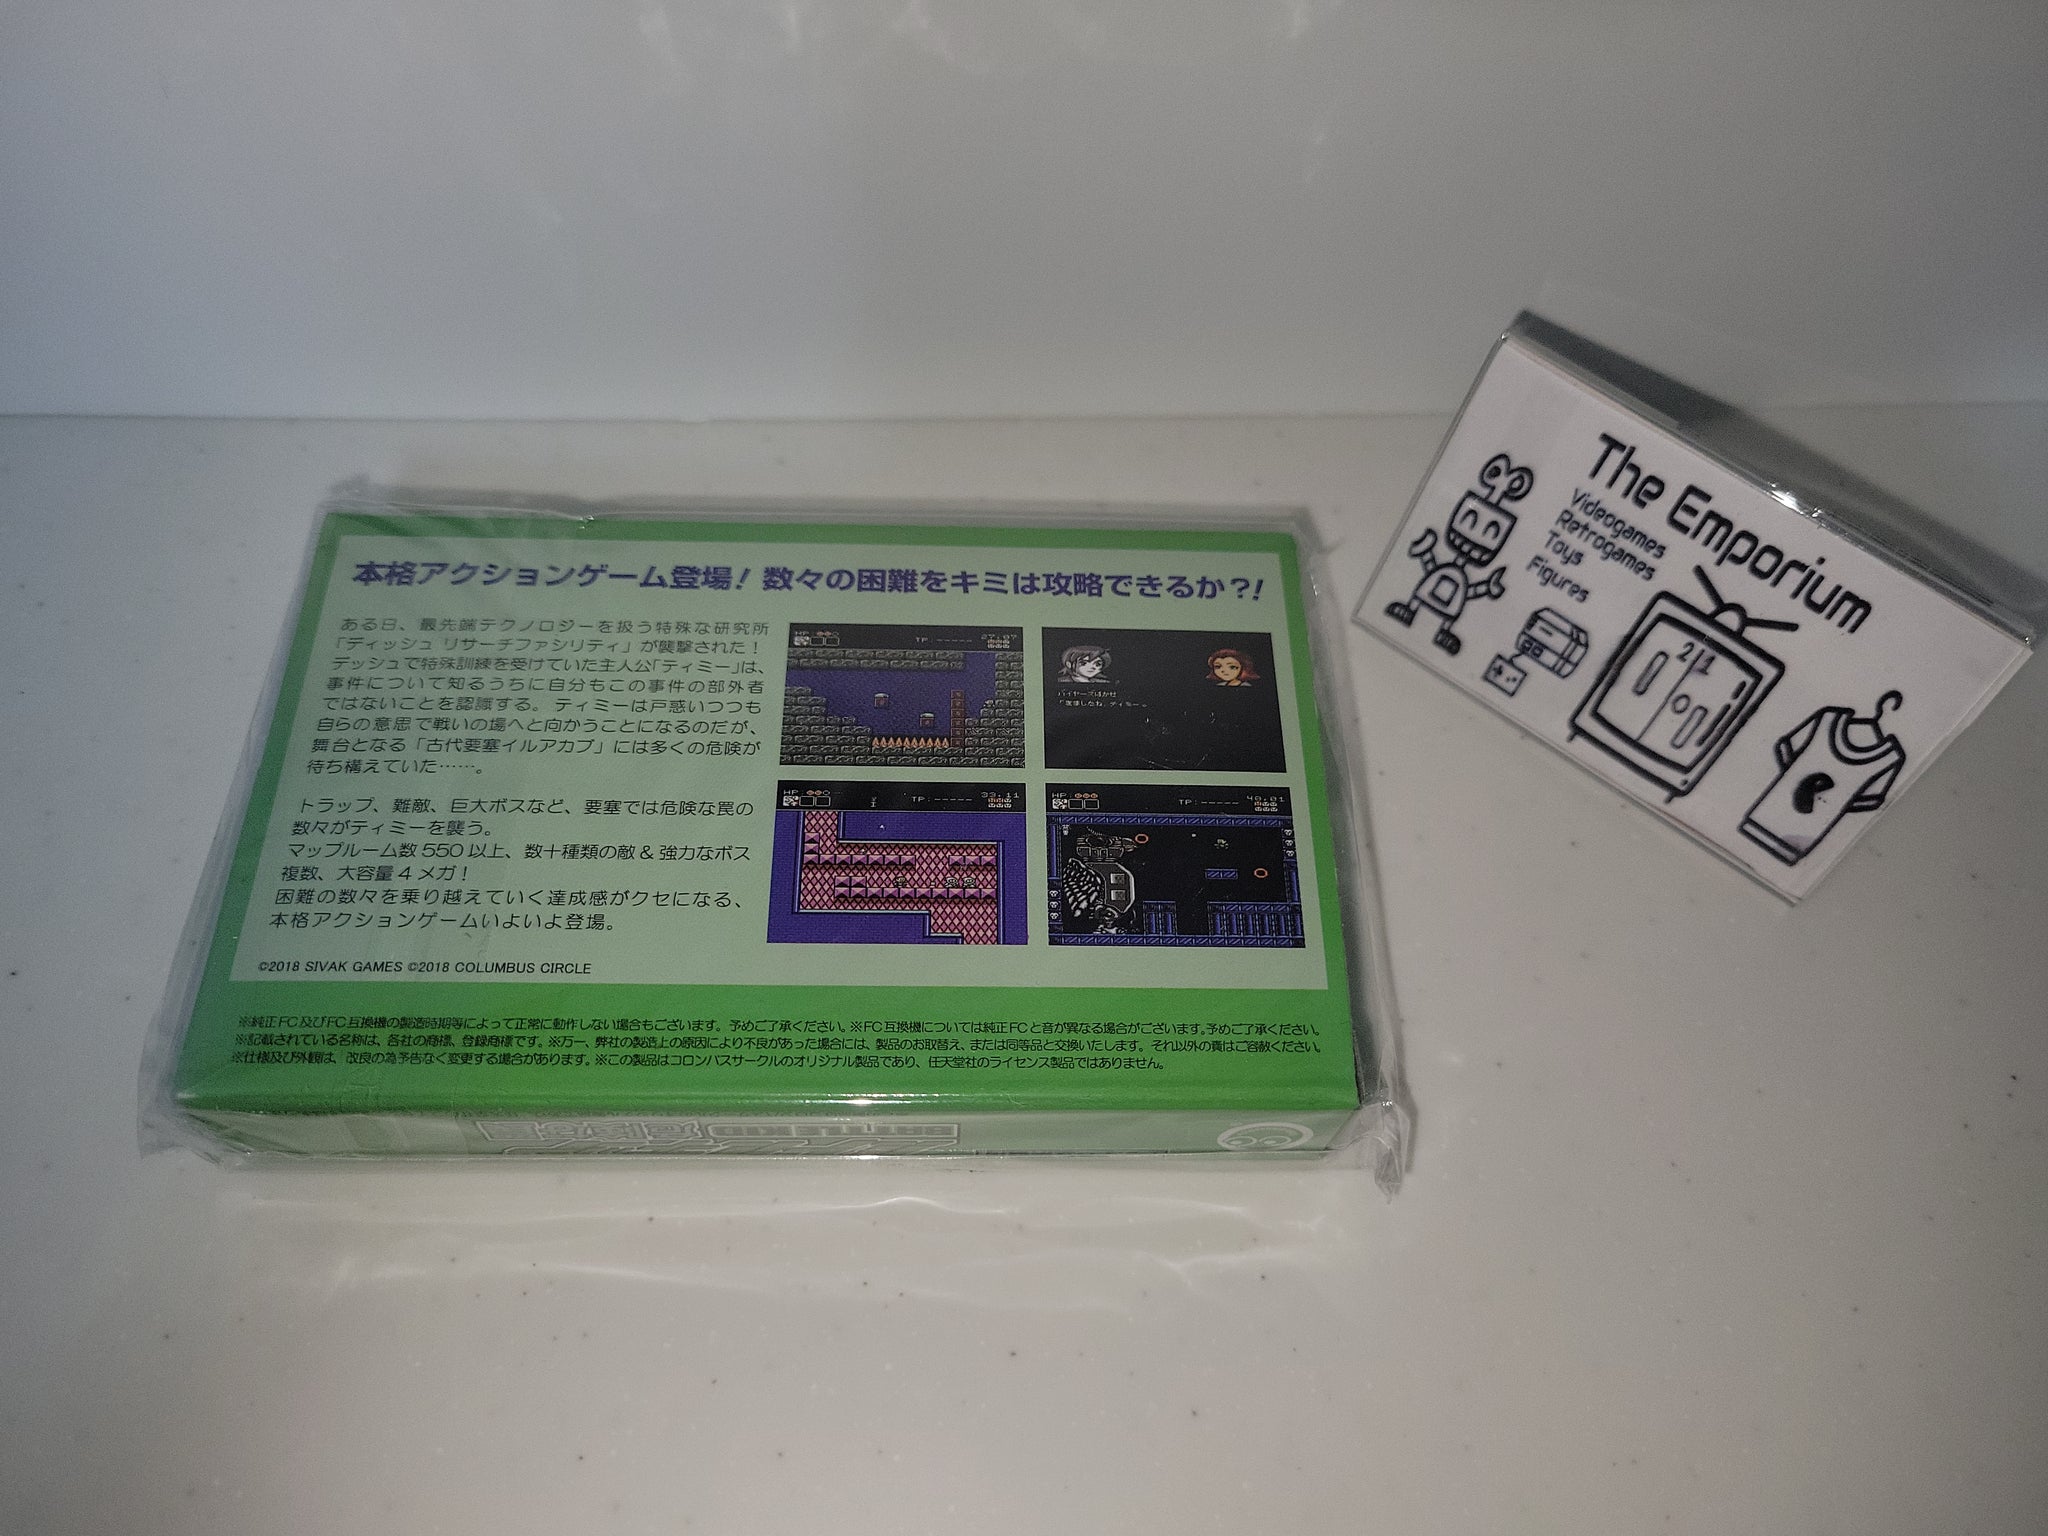 本格アクションゲーム登場！ 数々の困難をキミは攻略できるか？！
ある日、最先端テクノロジーを扱う特殊な研究所
「ディッシュ リサーチファシリティ」が襲撃された！
デッシュで特殊訓練を受けていた主人公「ティミー」は、
事件について知るうちに自分もこの事件の部外者
ではないことを認識する。ティミーは戸惑いつつも
自らの意思で戦いの場へと向かうことになるのだが、
舞台となる「古代要塞イルアカブ」には多くの危険が
待ち構えていた……。
トラップ、難敵、巨大ボスなど、要塞では危険な罠の
数々がティミーを襲う。
マップルーム数 550 以上、数十種類の敵 & 強力なボス
複数、大容量 4 メガ！
困難の数々を乗り越えていく達成感がクセになる、
本格アクションゲームいよいよ登場。
©2018 SIVAK GAMES ©2018 COLUMBUS CIRCLE
HP:
TP:-----
27.07
HP:
TP:-----
33.11
HP:
TP:-----
40.01
※純正FC及びFC互換機の製造時期等によって正常に動作しない場合もございます。予めご了承ください。※FC互換機については純正FCと音が異なる場合がございます。予めご了承ください。
※記載されている名称は、各社の商標、登録商標です。※万一、弊社の製造上の原因により不良があった場合には、製品のお取替え、または同等品と交換いたします。それ以外の責はご容赦ください。
※仕様及び外観は、改良の為予告なく変更する場合があります。※この製品はコロンバスサークルのオリジナル製品であり、任天堂社のライセンス製品ではありません。
BATTLE KID 危険な罠
The Emporium
Videogames
Retrogames
Toys
Figures
2 1